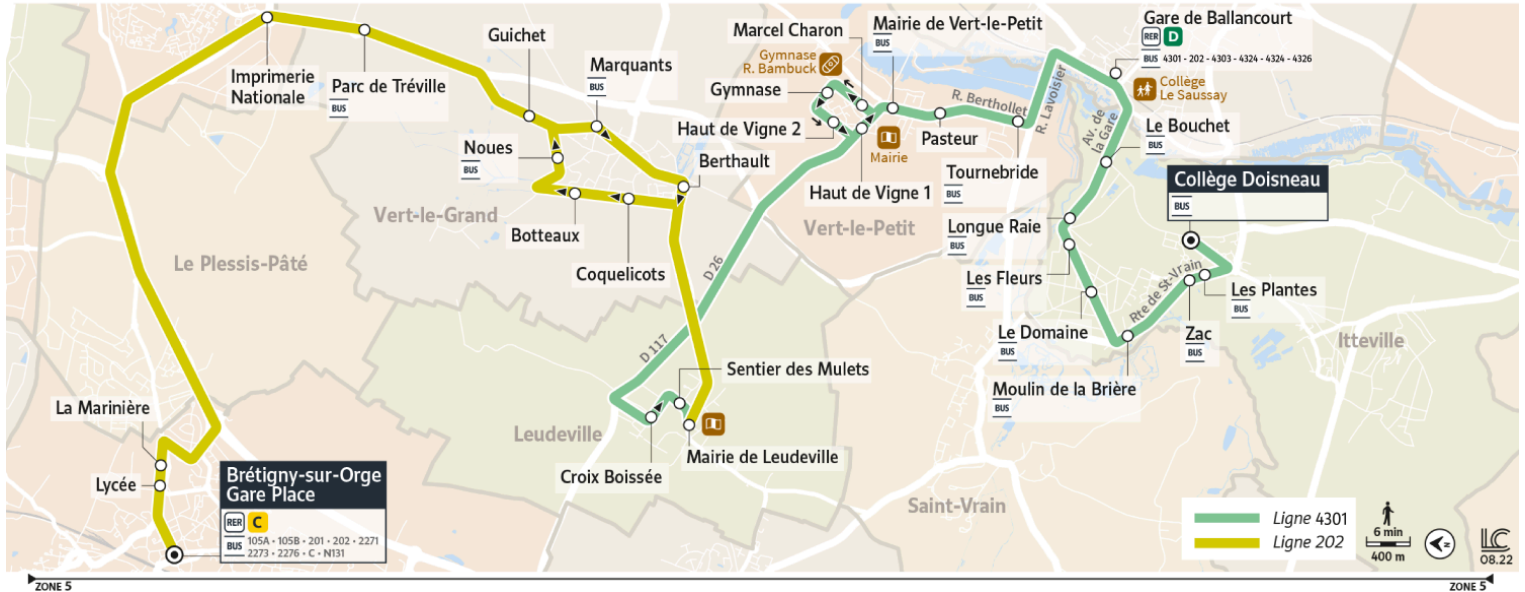 Imprimerie
Nationale
Parc de Tréville
BUS
Guichet
Marquants
BUS
Noues
BUS
Berthault
Botteaux
Coquelicots
Vert-le-Grand
Le Plessis-Pâté
La Marinière
Lycée
Brétigny-sur-Orge
Gare Place
RER C
BUS 105A • 105B • 201 • 202 • 2271
2273 • 2276 • C • N131
Marcel Charon
Gymnase
R. Bambuck
Gymnase
Haut de Vigne 2
Mairie de Vert-le-Petit
BUS
Mairie
Haut de Vigne 1
Pasteur
R. Berthollet
Tournebride
BUS
R. Lavoisier
Vert-le-Petit
Gare de Ballancourt
RER D
BUS 4301 - 202 - 4303 - 4324 - 4324 - 4326
Collège
Le Saussay
Av. de
la Gare
Le Bouchet
BUS
Collège Doisneau
BUS
Longue Raie
BUS
Les Fleurs
BUS
Le Domaine
BUS
Moulin de la Brière
BUS
Rte de St-Vrain
Zac
BUS
Les Plantes
BUS
Itteville
D 26
D 117
Sentier des Mulets
Leudeville
Croix Boissée
Mairie de Leudeville
Saint-Vrain
Ligne 4301
Ligne 202
6 min
400 m
N
LC
08.22
ZONE 5
ZONE 5